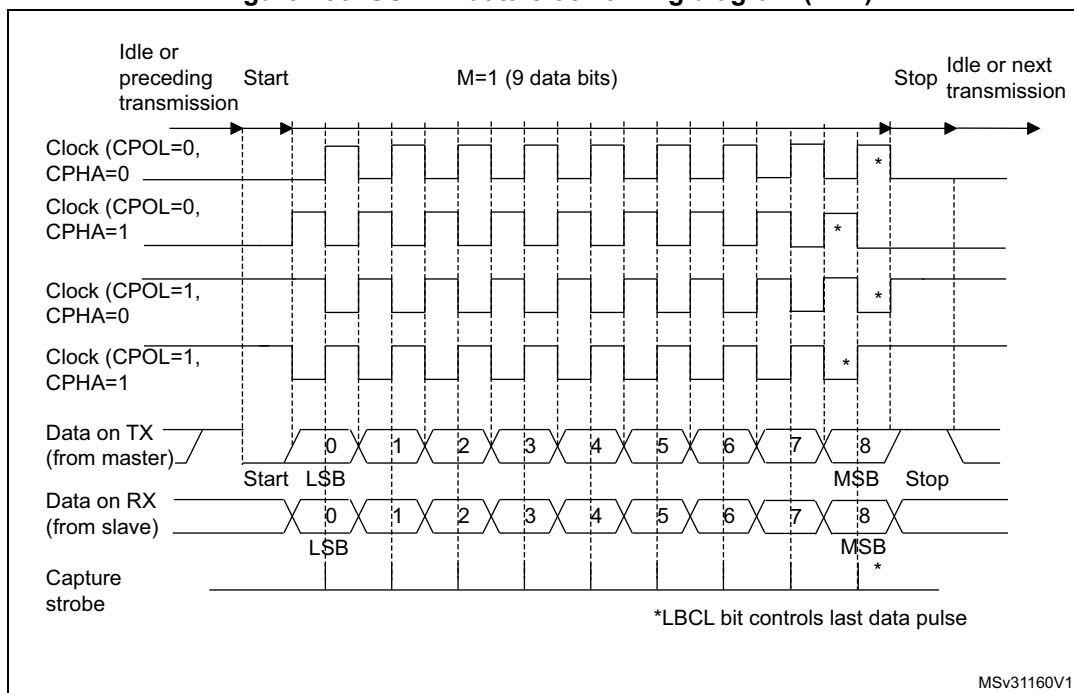 Idle or
preceding
transmission
Start
M=1 (9 data bits)
Stop
Idle or next
transmission
Clock (CPOL=0,
CPHA=0
*
Clock (CPOL=0,
CPHA=1
*
Clock (CPOL=1,
CPHA=0
*
Clock (CPOL=1,
CPHA=1
*
Data on TX
(from master)
0 1 2 3 4 5 6 7 8
Start LSB MSB Stop
Data on RX
(from slave)
0 1 2 3 4 5 6 7 8
LSB MSB
Capture
strobe
*
*LBCL bit controls last data pulse
MSv31160V1